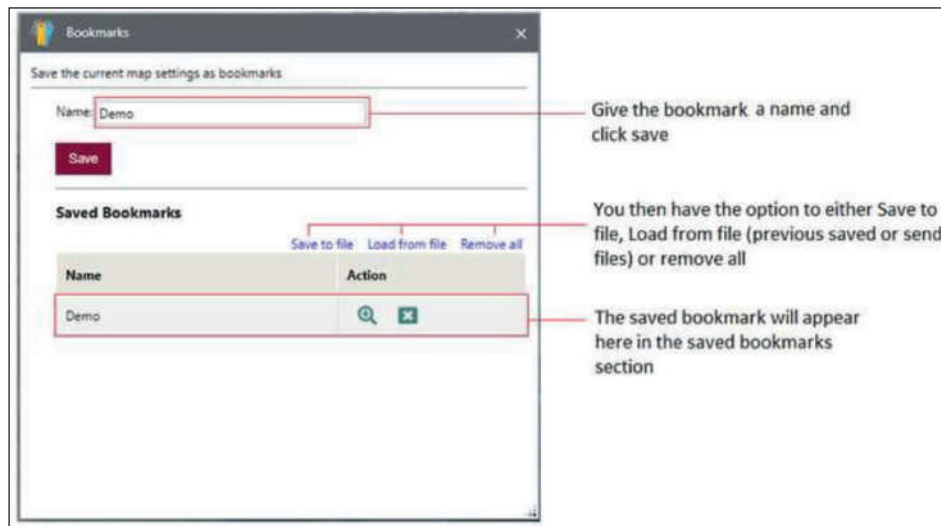 Bookmarks
Save the current map settings as bookmarks
Name: Demo
Give the bookmark a name and
click save
Save
Saved Bookmarks
You then have the option to either Save to
file, Load from file (previous saved or send
files) or remove all
Save to file Load from file Remove all
Name Action
Demo
The saved bookmark will appear
here in the saved bookmarks
section